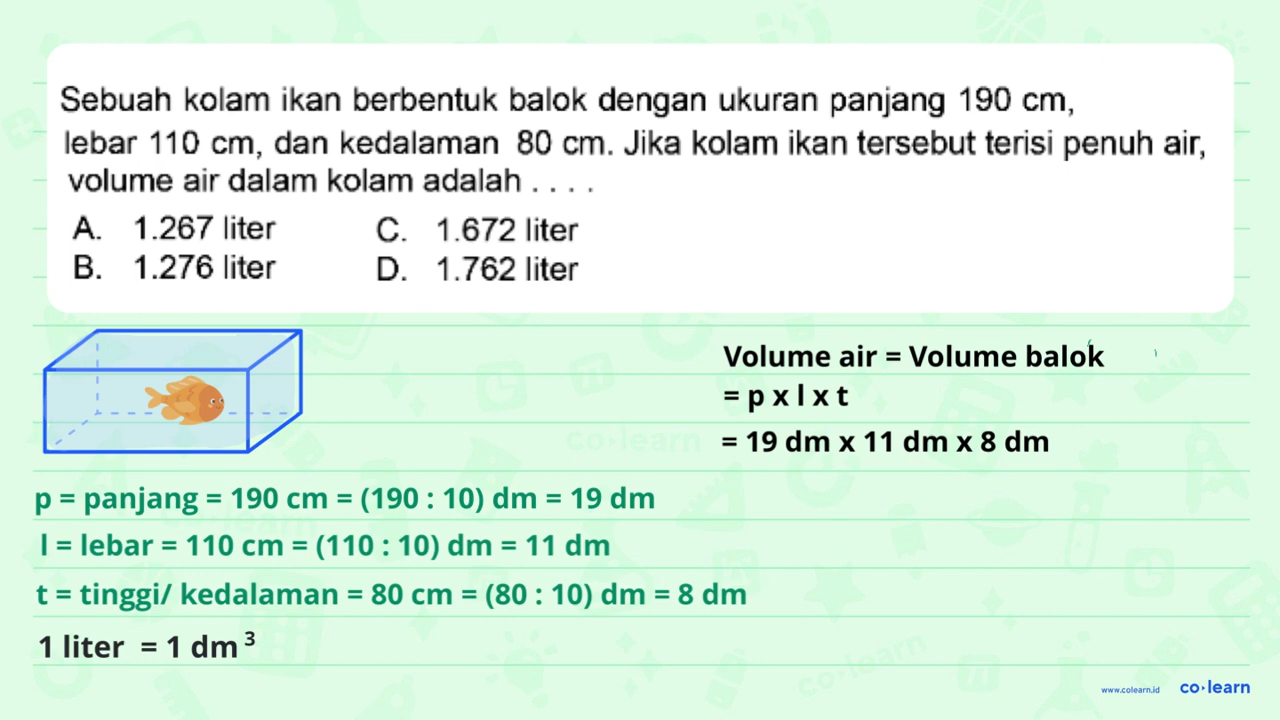 Sebuah kolam ikan berbentuk balok dengan ukuran panjang 190 cm,
lebar 110 cm, dan kedalaman 80 cm. Jika kolam ikan tersebut terisi penuh air,
volume air dalam kolam adalah . . . .
A. 1.267 liter C. 1.672 liter
B. 1.276 liter D. 1.762 liter
Volume air = Volume balok
= p x l x t
= 19 dm x 11 dm x 8 dm
p = panjang = 190 cm = (190 : 10) dm = 19 dm
l = lebar = 110 cm = (110 : 10) dm = 11 dm
t = tinggi/ kedalaman = 80 cm = (80 : 10) dm = 8 dm
1 liter = 1 dm³
www.colearn.id co·learn